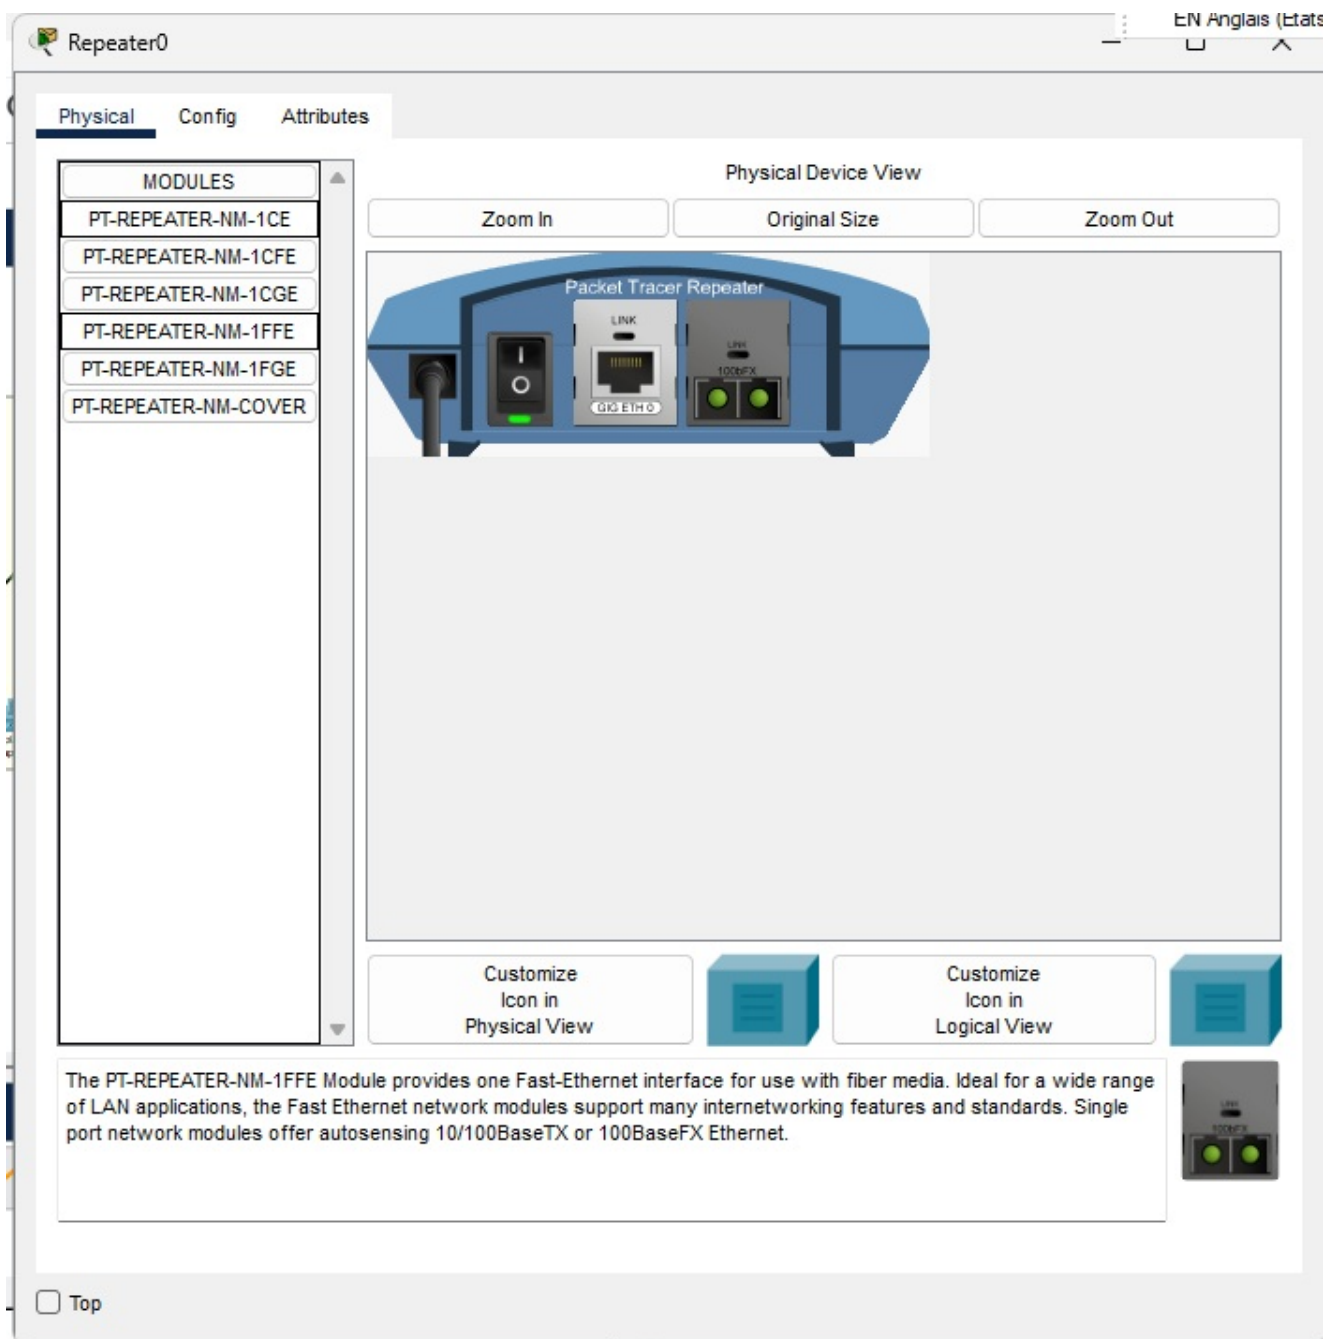 EN Anglais (États
Repeater0
Physical Config Attributes
MODULES
PT-REPEATER-NM-1CE
PT-REPEATER-NM-1CFE
PT-REPEATER-NM-1CGE
PT-REPEATER-NM-1FFE
PT-REPEATER-NM-1FGE
PT-REPEATER-NM-COVER
Physical Device View
Zoom In Original Size Zoom Out
Packet Tracer Repeater
LINK
GIG ETH 0
LINK
100bFX
Customize
Icon in
Physical View
Customize
Icon in
Logical View
The PT-REPEATER-NM-1FFE Module provides one Fast-Ethernet interface for use with fiber media. Ideal for a wide range
of LAN applications, the Fast Ethernet network modules support many internetworking features and standards. Single
port network modules offer autosensing 10/100BaseTX or 100BaseFX Ethernet.
LINK
100bFX
Top